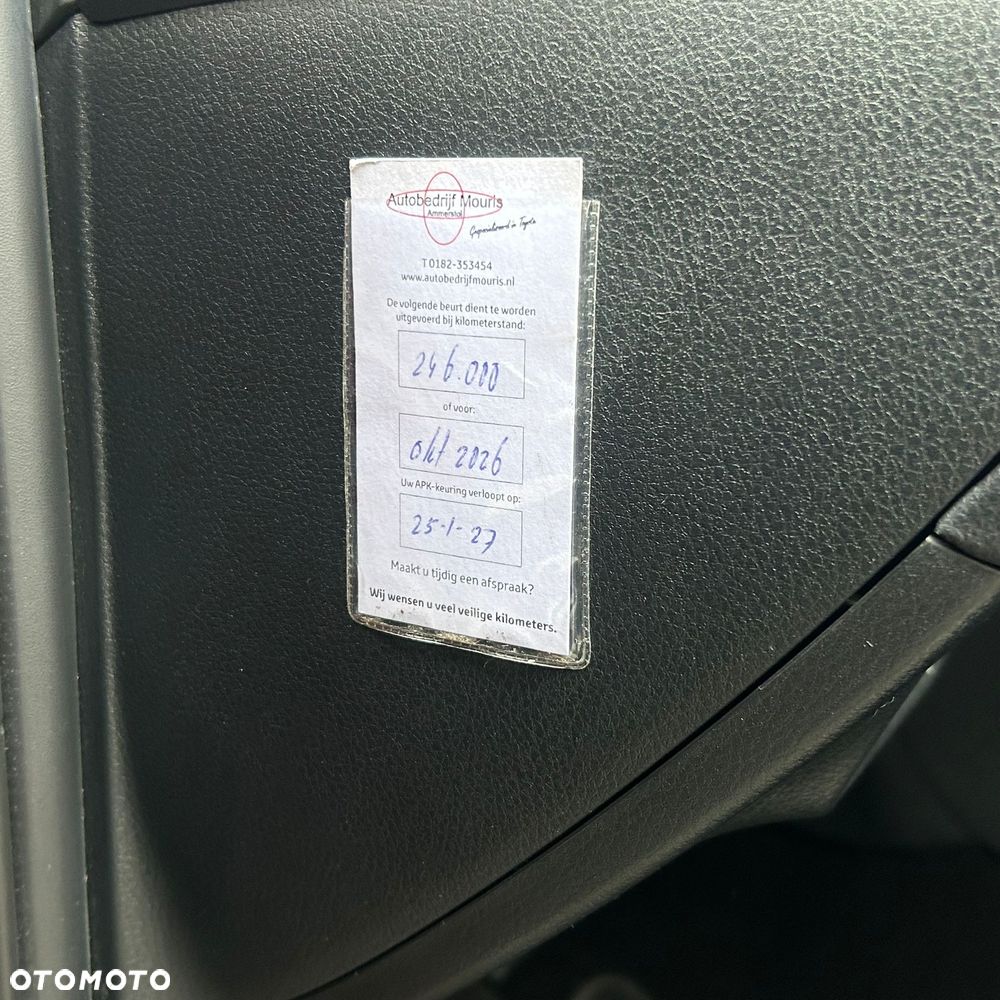 Autobedrijf Mouris
Ammerstol
Gespecialiseerd in Toyota
T 0182-353454
www.autobedrijfmouris.nl
De volgende beurt dient te worden
uitgevoerd bij kilometerstand:
246.000
of voor:
okt 2026
Uw APK-keuring verloopt op:
25-1-27
Maakt u tijdig een afspraak?
Wij wensen u veel veilige kilometers.
OTOMOTO